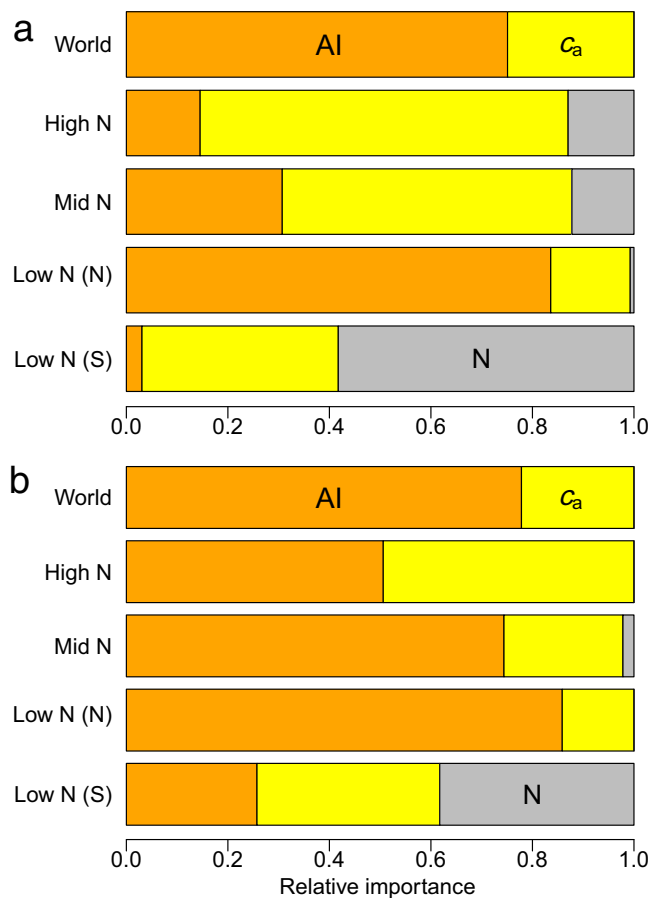 a
World AI cₐ
High N
Mid N
Low N (N)
Low N (S) N
0.0 0.2 0.4 0.6 0.8 1.0
b
World AI cₐ
High N
Mid N
Low N (N)
Low N (S) N
0.0 0.2 0.4 0.6 0.8 1.0
Relative importance